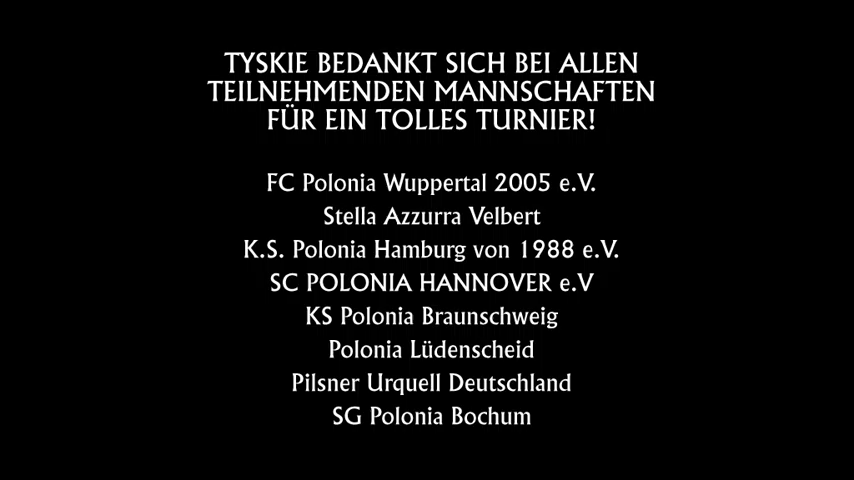 TYSKIE BEDANKT SICH BEI ALLEN
TEILNEHMENDEN MANNSCHAFTEN
FÜR EIN TOLLES TURNIER!
FC Polonia Wuppertal 2005 e.V.
Stella Azzurra Velbert
K.S. Polonia Hamburg von 1988 e.V.
SC POLONIA HANNOVER e.V
KS Polonia Braunschweig
Polonia Lüdenscheid
Pilsner Urquell Deutschland
SG Polonia Bochum